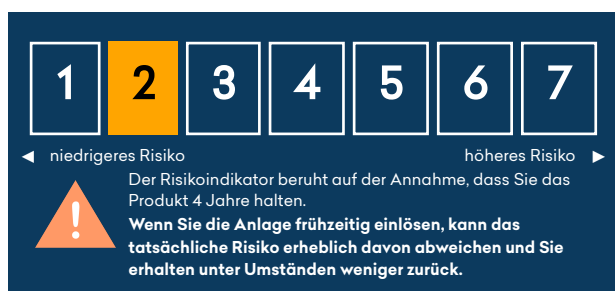 1 2 3 4 5 6 7
◄ niedrigeres Risiko höheres Risiko ►
Der Risikoindikator beruht auf der Annahme, dass Sie das
Produkt 4 Jahre halten.
Wenn Sie die Anlage frühzeitig einlösen, kann das
tatsächliche Risiko erheblich davon abweichen und Sie
erhalten unter Umständen weniger zurück.
!